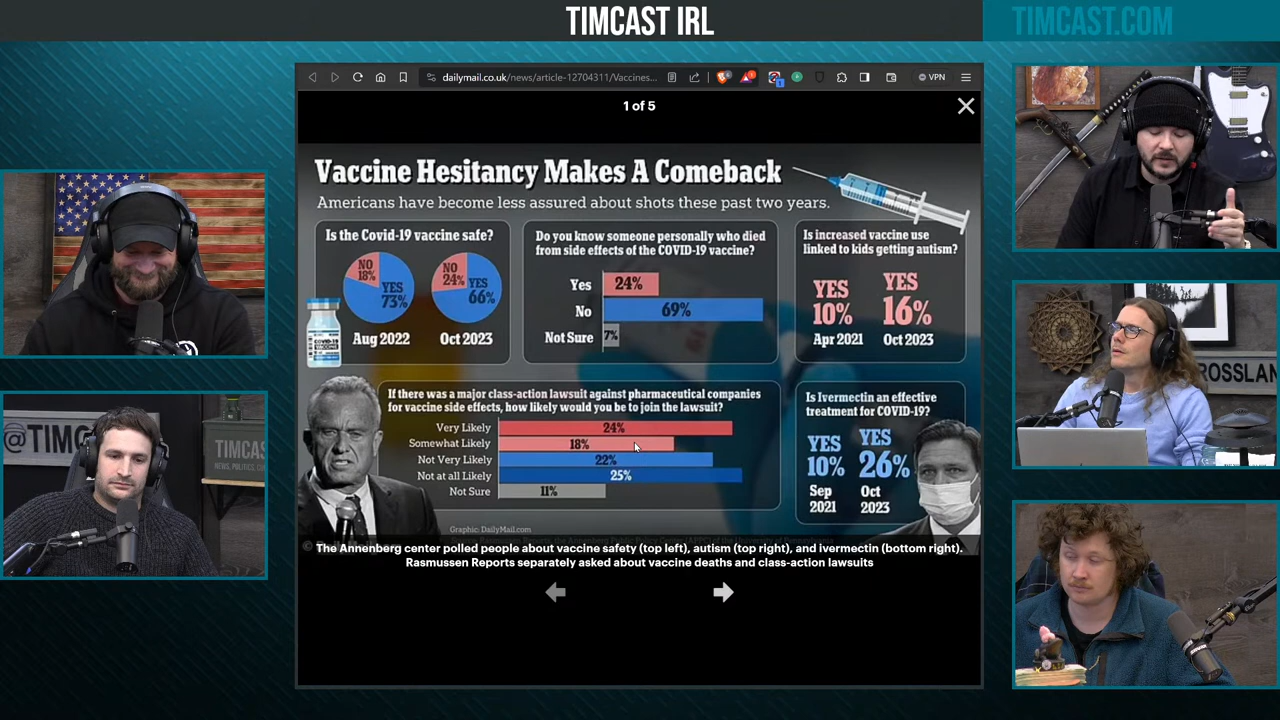 TIMCAST IRL
TIMCAST.COM
dailymail.co.uk/news/article-12704311/Vaccines...
VPN
1 of 5
Vaccine Hesitancy Makes A Comeback
Americans have become less assured about shots these past two years.
Is the Covid-19 vaccine safe?
NO
18%
YES
73%
Aug 2022
NO
24%
YES
66%
Oct 2023
COVID-19
VACCINE
Do you know someone personally who died
from side effects of the COVID-19 vaccine?
Yes 24%
No 69%
Not Sure 7%
Is increased vaccine use
linked to kids getting autism?
YES
10%
Apr 2021
YES
16%
Oct 2023
If there was a major class-action lawsuit against pharmaceutical companies
for vaccine side effects, how likely would you be to join the lawsuit?
Very Likely 24%
Somewhat Likely 18%
Not Very Likely 22%
Not at all Likely 25%
Not Sure 11%
Is Ivermectin an effective
treatment for COVID-19?
YES
10%
Sep
2021
YES
26%
Oct
2023
Graphic: DailyMail.com
© The Annenberg center polled people about vaccine safety (top left), autism (top right), and ivermectin (bottom right).
Rasmussen Reports separately asked about vaccine deaths and class-action lawsuits
@TIMC
TIMCAST
ROSSLAN